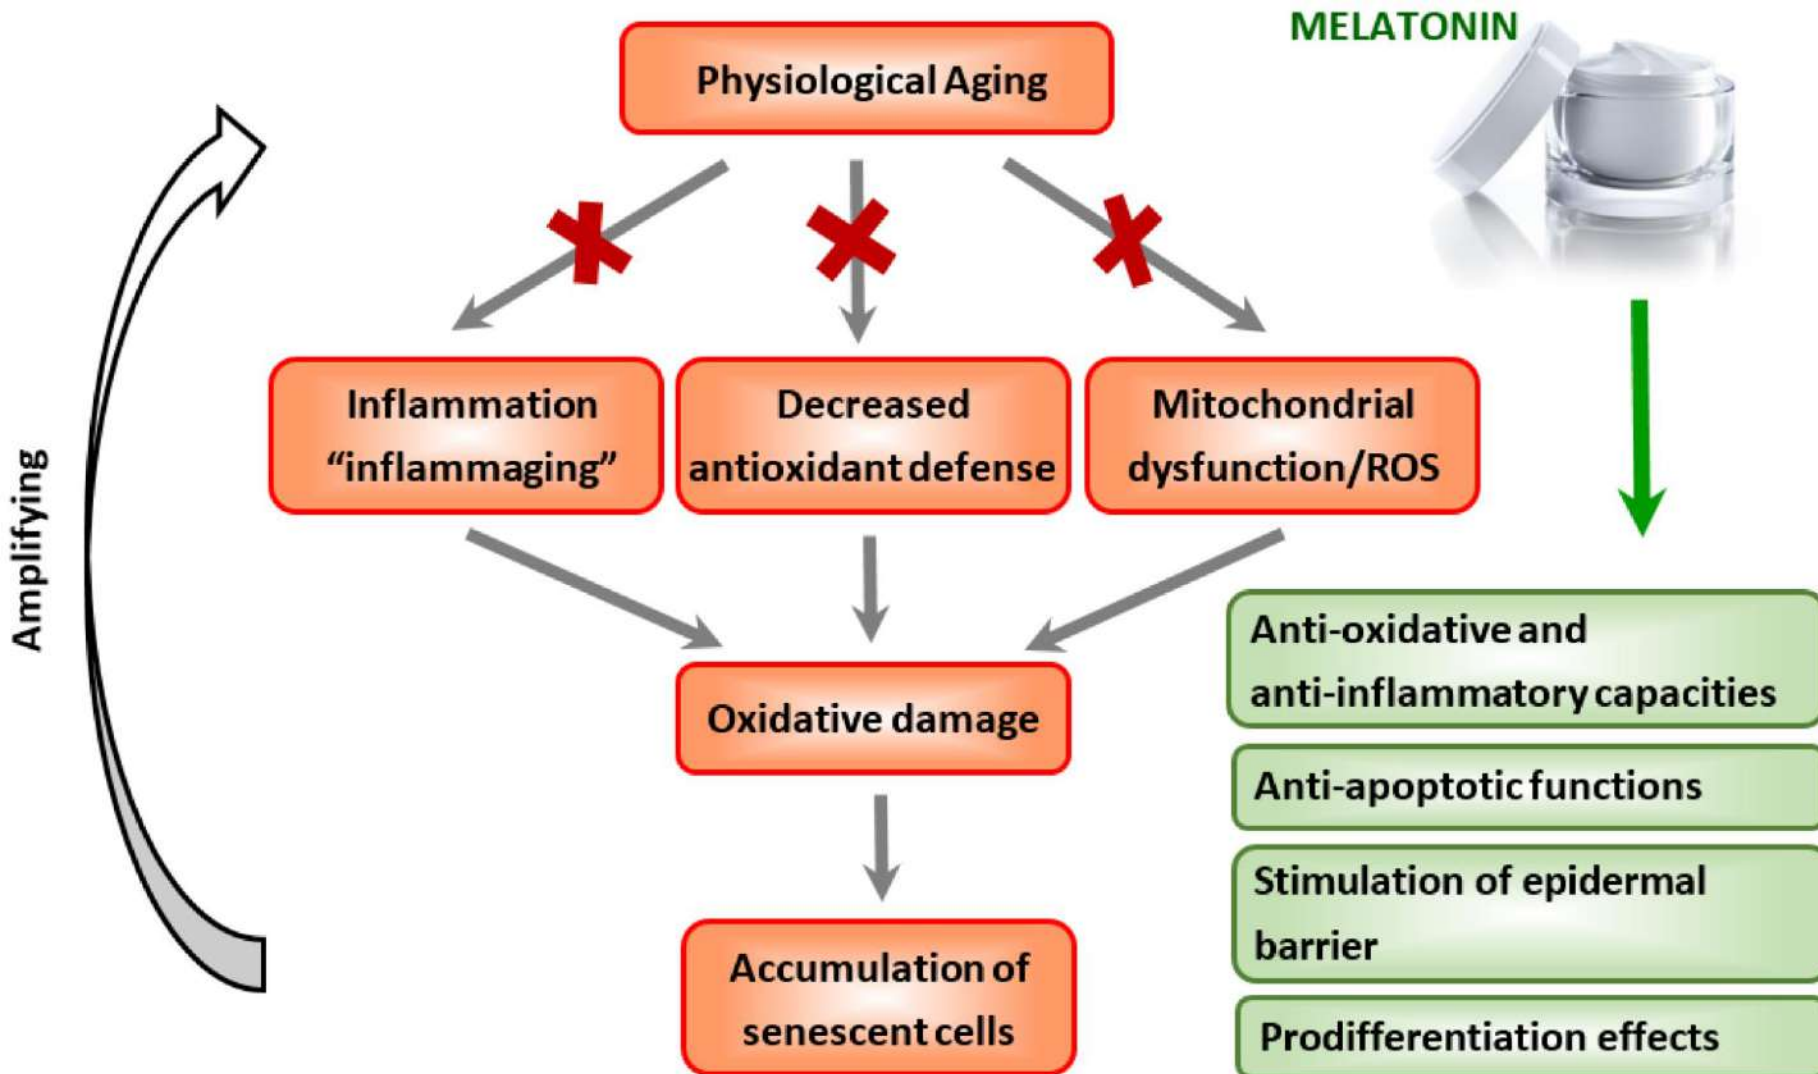 MELATONIN
Physiological Aging
Inflammation
“inflammaging”
Decreased
antioxidant defense
Mitochondrial
dysfunction/ROS
Amplifying
Oxidative damage
Accumulation of
senescent cells
Anti-oxidative and
anti-inflammatory capacities
Anti-apoptotic functions
Stimulation of epidermal
barrier
Prodifferentiation effects